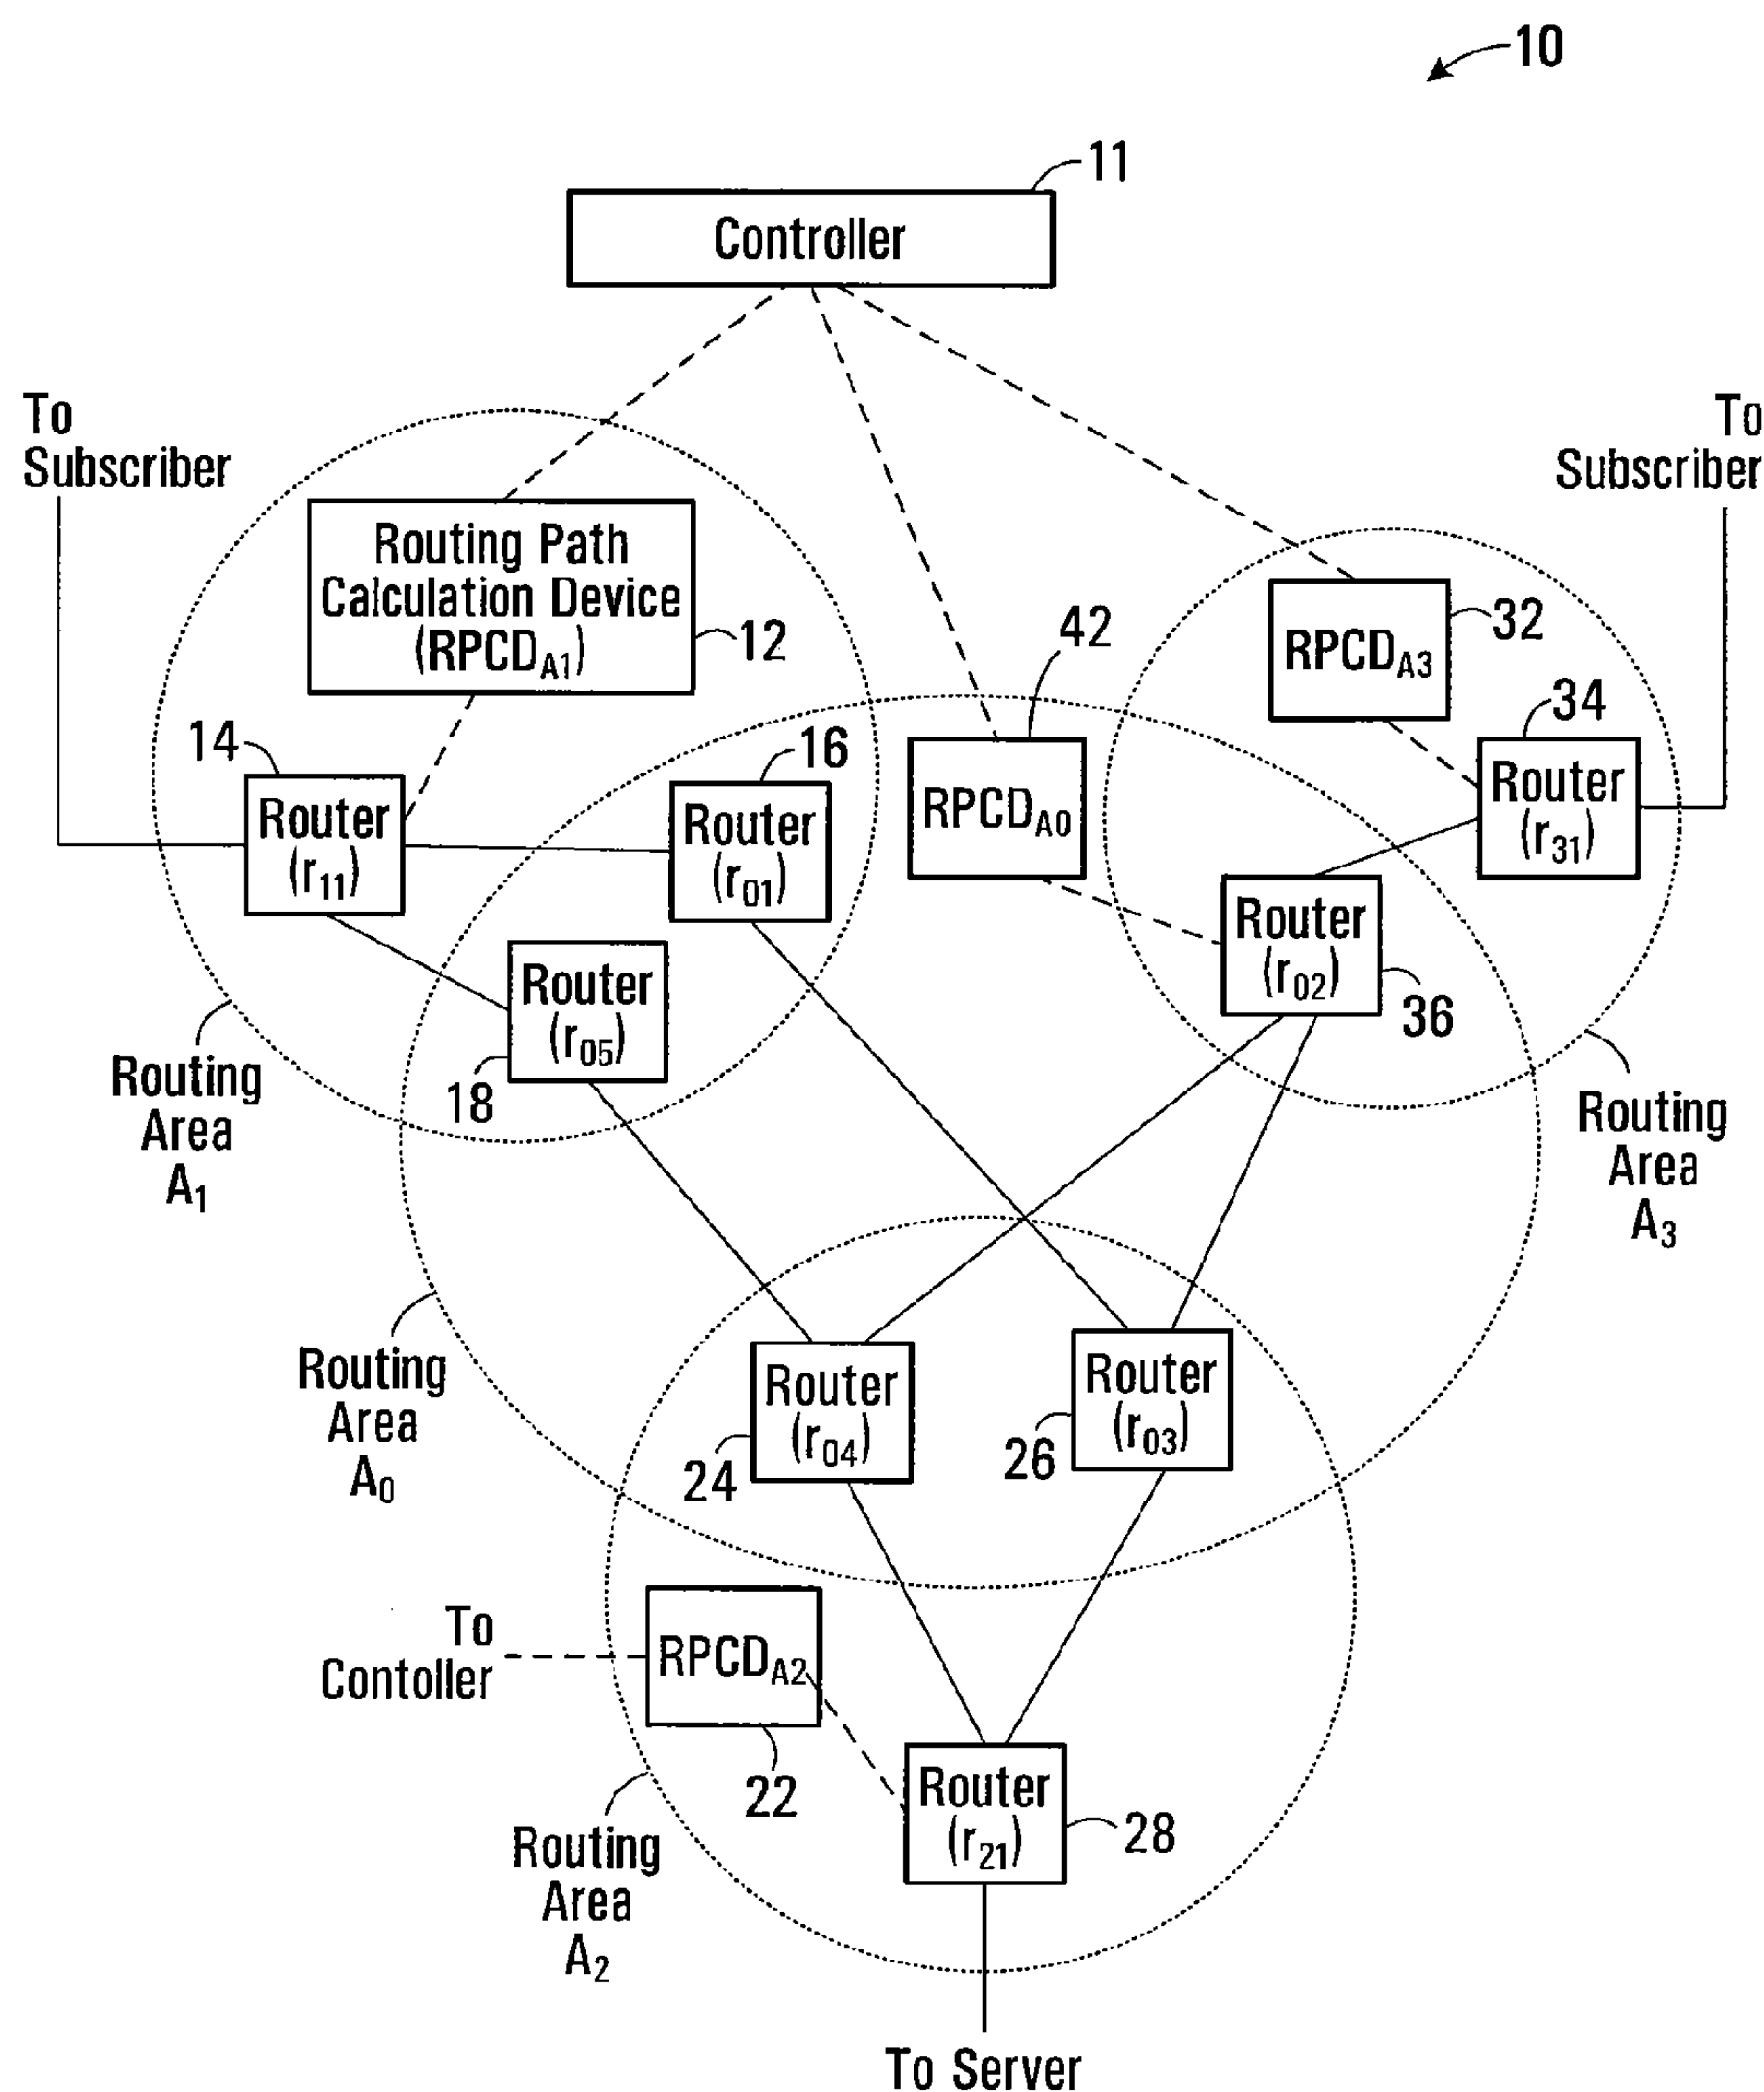 10
11
Controller
To
Subscriber
To
Subscriber
Routing Path
Calculation Device
(RPCDA1)
12
42
RPCDA3
32
14
16
34
Router
(r11)
Router
(r01)
RPCDA0
Router
(r31)
Router
(r05)
18
Router
(r02)
36
Routing
Area
A1
Routing
Area
A3
Routing
Area
A0
Router
(r04)
24
Router
(r03)
26
To
Contoller
RPCDA2
22
Router
(r21)
28
Routing
Area
A2
To Server